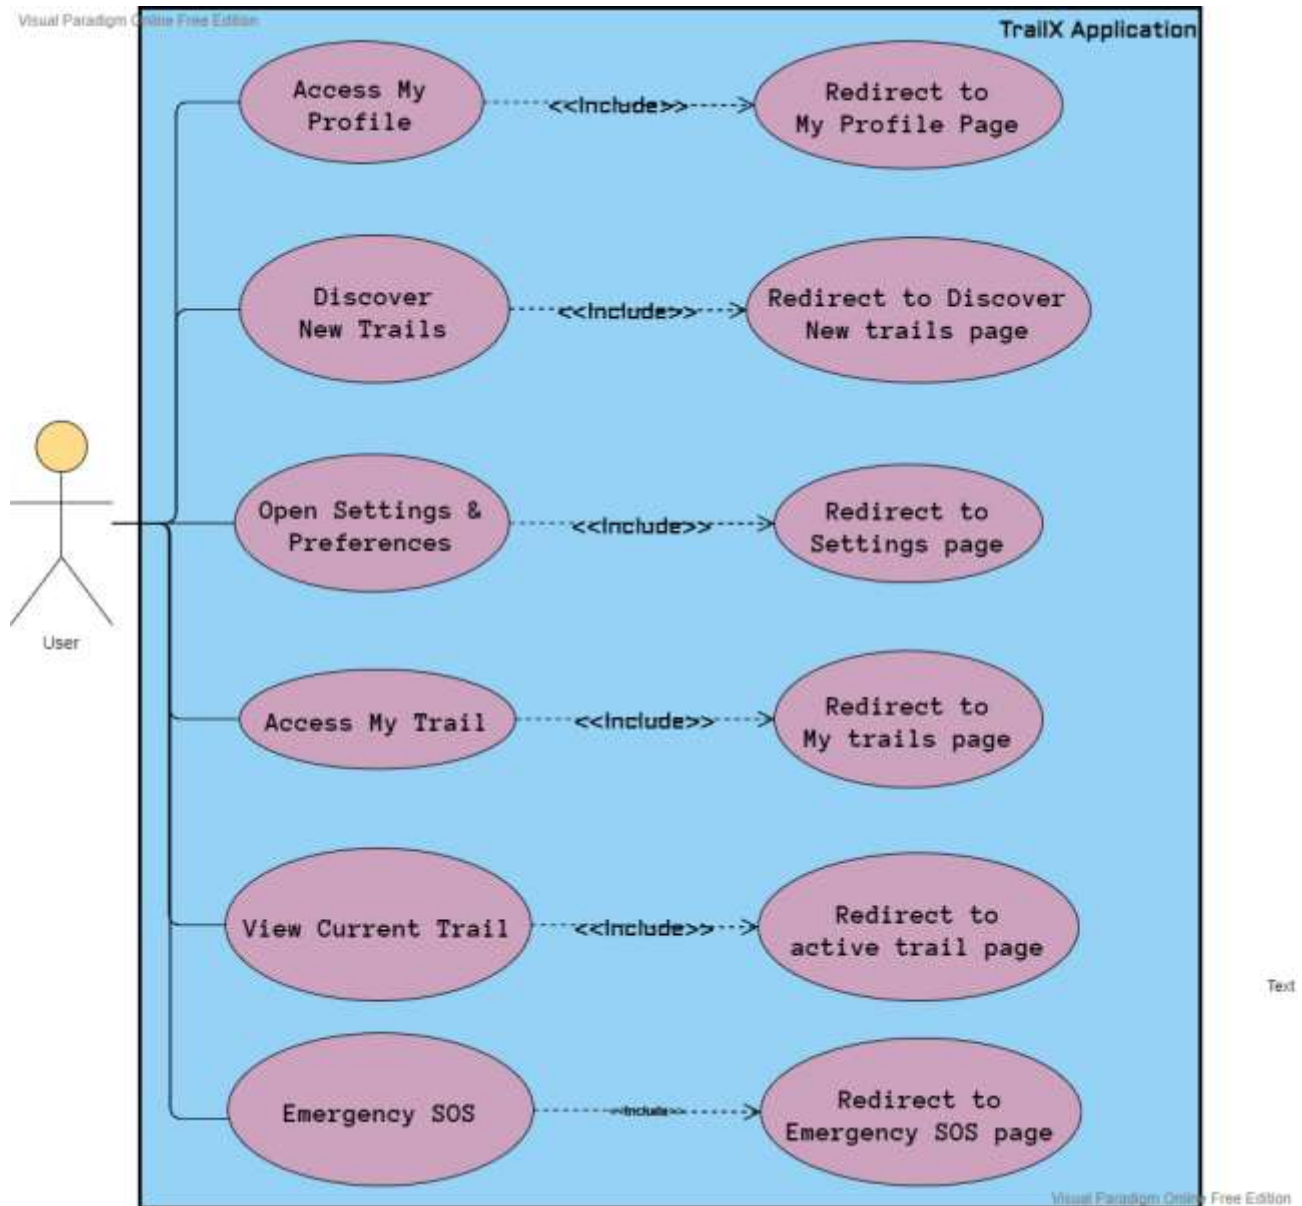 Visual Paradigm Online Free Edition
TrailX Application
Access My
Profile
<<Include>>
Redirect to
My Profile Page
Discover
New Trails
<<Include>>
Redirect to Discover
New trails page
Open Settings &
Preferences
<<Include>>
Redirect to
Settings page
User
Access My Trail
<<Include>>
Redirect to
My trails page
View Current Trail
<<Include>>
Redirect to
active trail page
Text
Emergency SOS
<<Include>>
Redirect to
Emergency SOS page
Visual Paradigm Online Free Edition